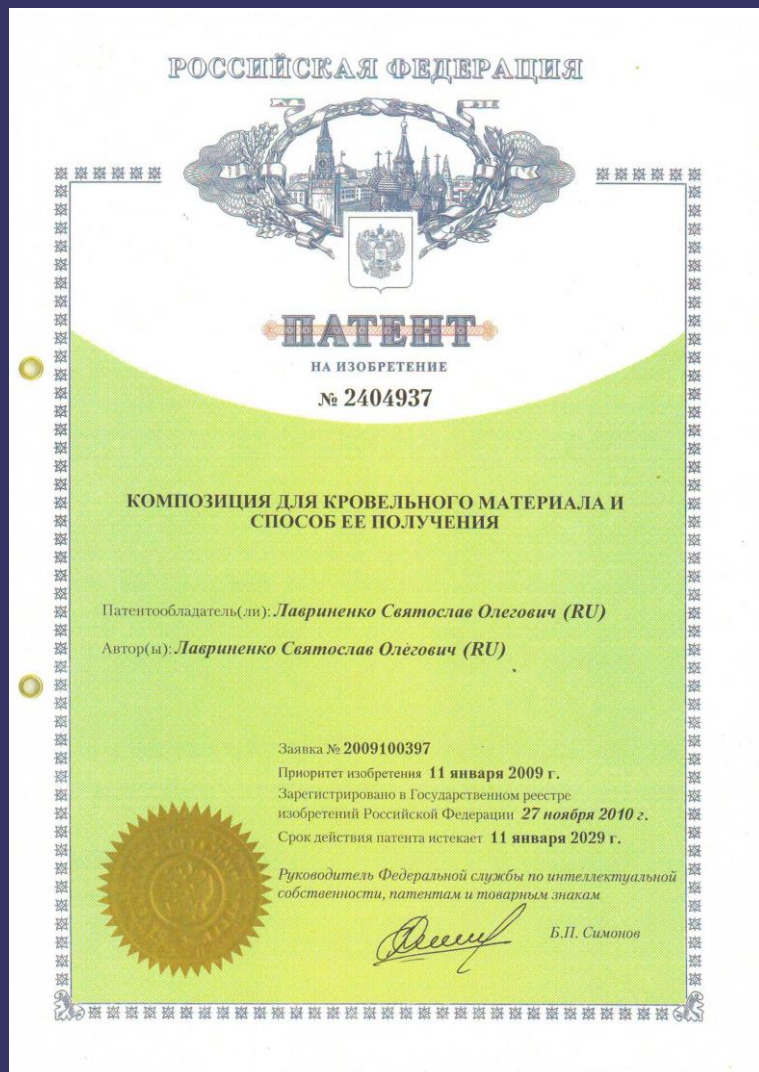 РОССИЙСКАЯ ФЕДЕРАЦИЯ
ПАТЕНТ
НА ИЗОБРЕТЕНИЕ
№ 2404937
КОМПОЗИЦИЯ ДЛЯ КРОВЕЛЬНОГО МАТЕРИАЛА И
СПОСОБ ЕЕ ПОЛУЧЕНИЯ
Патентообладатель(ли): Лавриненко Святослав Олегович (RU)
Автор(ы): Лавриненко Святослав Олегович (RU)
Заявка № 2009100397
Приоритет изобретения 11 января 2009 г.
Зарегистрировано в Государственном реестре
изобретений Российской Федерации 27 ноября 2010 г.
Срок действия патента истекает 11 января 2029 г.
Руководитель Федеральной службы по интеллектуальной
собственности, патентам и товарным знакам
Б.П. Симонов